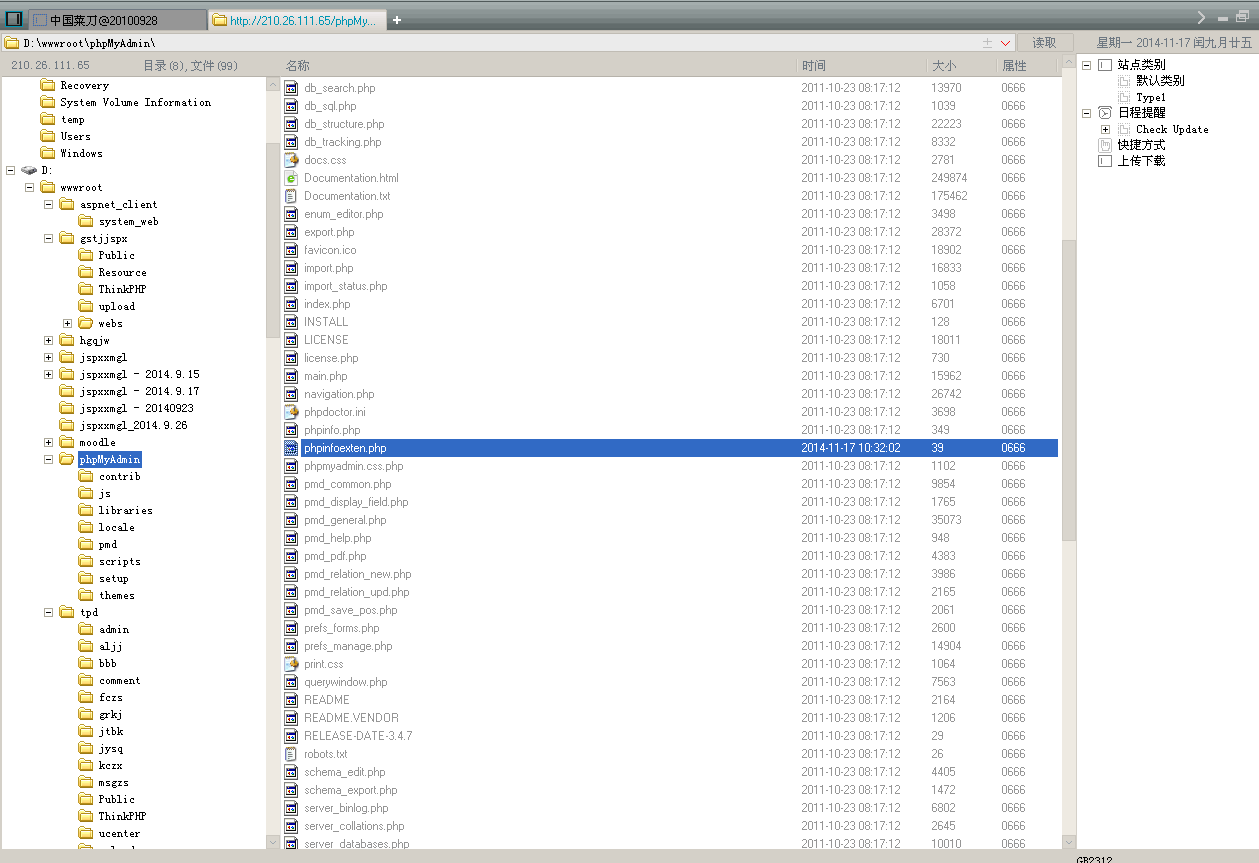 中国菜刀@20100928
http://210.26.111.65/phpMy...
D:\wwwroot\phpMyAdmin\
读取
星期一 2014-11-17 闰九月廿五
210.26.111.65
目录(8),文件(99)
名称 时间 大小 属性
Recovery
System Volume Information
temp
Users
Windows
D:
wwwroot
aspnet_client
system_web
gstjjspx
Public
Resource
ThinkPHP
upload
webs
hgqjw
jspxxmgl
jspxxmgl - 2014.9.15
jspxxmgl - 2014.9.17
jspxxmgl - 20140923
jspxxmgl_2014.9.26
moodle
phpMyAdmin
contrib
js
libraries
locale
pmd
scripts
setup
themes
tpd
admin
aljj
bbb
comment
fczs
grkj
jtbk
jysq
kczx
msgzs
Public
ThinkPHP
ucenter
db_search.php 2011-10-23 08:17:12 13970 0666
db_sql.php 2011-10-23 08:17:12 1039 0666
db_structure.php 2011-10-23 08:17:12 22223 0666
db_tracking.php 2011-10-23 08:17:12 8332 0666
docs.css 2011-10-23 08:17:12 2781 0666
Documentation.html 2011-10-23 08:17:12 249874 0666
Documentation.txt 2011-10-23 08:17:12 175462 0666
enum_editor.php 2011-10-23 08:17:12 3498 0666
export.php 2011-10-23 08:17:12 28372 0666
favicon.ico 2011-10-23 08:17:12 18902 0666
import.php 2011-10-23 08:17:12 16833 0666
import_status.php 2011-10-23 08:17:12 1058 0666
index.php 2011-10-23 08:17:12 6701 0666
INSTALL 2011-10-23 08:17:12 128 0666
LICENSE 2011-10-23 08:17:12 18011 0666
license.php 2011-10-23 08:17:12 730 0666
main.php 2011-10-23 08:17:12 15962 0666
navigation.php 2011-10-23 08:17:12 26742 0666
phpdoctor.ini 2011-10-23 08:17:12 3698 0666
phpinfo.php 2011-10-23 08:17:12 349 0666
phpinfoexten.php 2014-11-17 10:32:02 39 0666
phpmyadmin.css.php 2011-10-23 08:17:12 1102 0666
pmd_common.php 2011-10-23 08:17:12 9854 0666
pmd_display_field.php 2011-10-23 08:17:12 1765 0666
pmd_general.php 2011-10-23 08:17:12 35073 0666
pmd_help.php 2011-10-23 08:17:12 948 0666
pmd_pdf.php 2011-10-23 08:17:12 4383 0666
pmd_relation_new.php 2011-10-23 08:17:12 3986 0666
pmd_relation_upd.php 2011-10-23 08:17:12 2165 0666
pmd_save_pos.php 2011-10-23 08:17:12 2061 0666
prefs_forms.php 2011-10-23 08:17:12 2600 0666
prefs_manage.php 2011-10-23 08:17:12 14904 0666
print.css 2011-10-23 08:17:12 1064 0666
querywindow.php 2011-10-23 08:17:12 7563 0666
README 2011-10-23 08:17:12 2164 0666
README.VENDOR 2011-10-23 08:17:12 1206 0666
RELEASE-DATE-3.4.7 2011-10-23 08:17:12 29 0666
robots.txt 2011-10-23 08:17:12 26 0666
schema_edit.php 2011-10-23 08:17:12 4405 0666
schema_export.php 2011-10-23 08:17:12 1472 0666
server_binlog.php 2011-10-23 08:17:12 6802 0666
server_collations.php 2011-10-23 08:17:12 2645 0666
server_databases.php 2011-10-23 08:17:12 10010 0666
站点类别
默认类别
Type1
日程提醒
Check Update
快捷方式
上传下载
GB2312